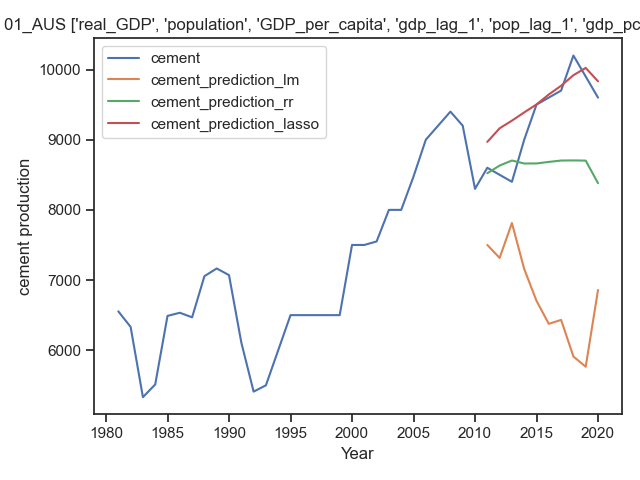 01_AUS ['real_GDP', 'population', 'GDP_per_capita', 'gdp_lag_1', 'pop_lag_1', 'gdp_pc
cement
cement_prediction_lm
cement_prediction_rr
cement_prediction_lasso
10000
9000
8000
7000
6000
cement production
1980 1985 1990 1995 2000 2005 2010 2015 2020
Year